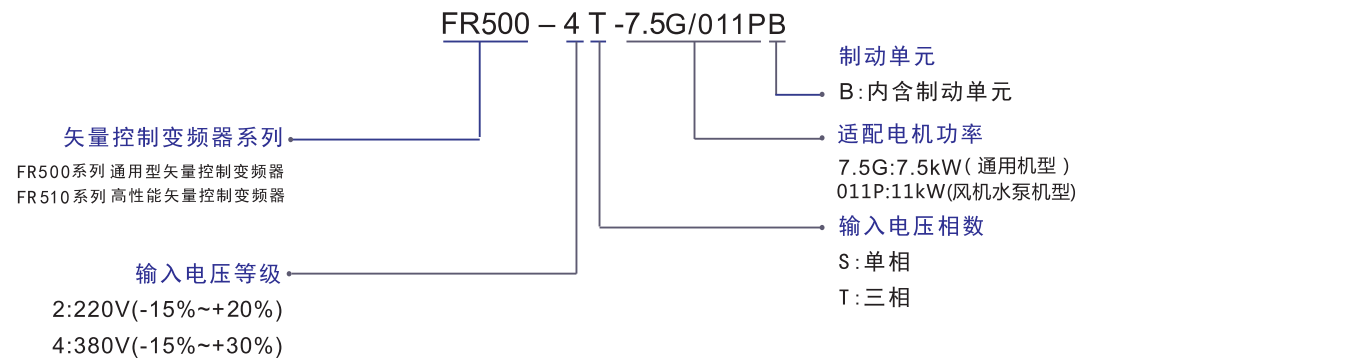 FR500–4T-7.5G/011PB
矢量控制变频器系列
FR500系列 通用型矢量控制变频器
FR510系列 高性能矢量控制变频器
输入电压等级
2:220V(-15%~+20%)
4:380V(-15%~+30%)
制动单元
B:内含制动单元
适配电机功率
7.5G:7.5kW( 通用机型 )
011P:11kW(风机水泵机型)
输入电压相数
S:单相
T:三相